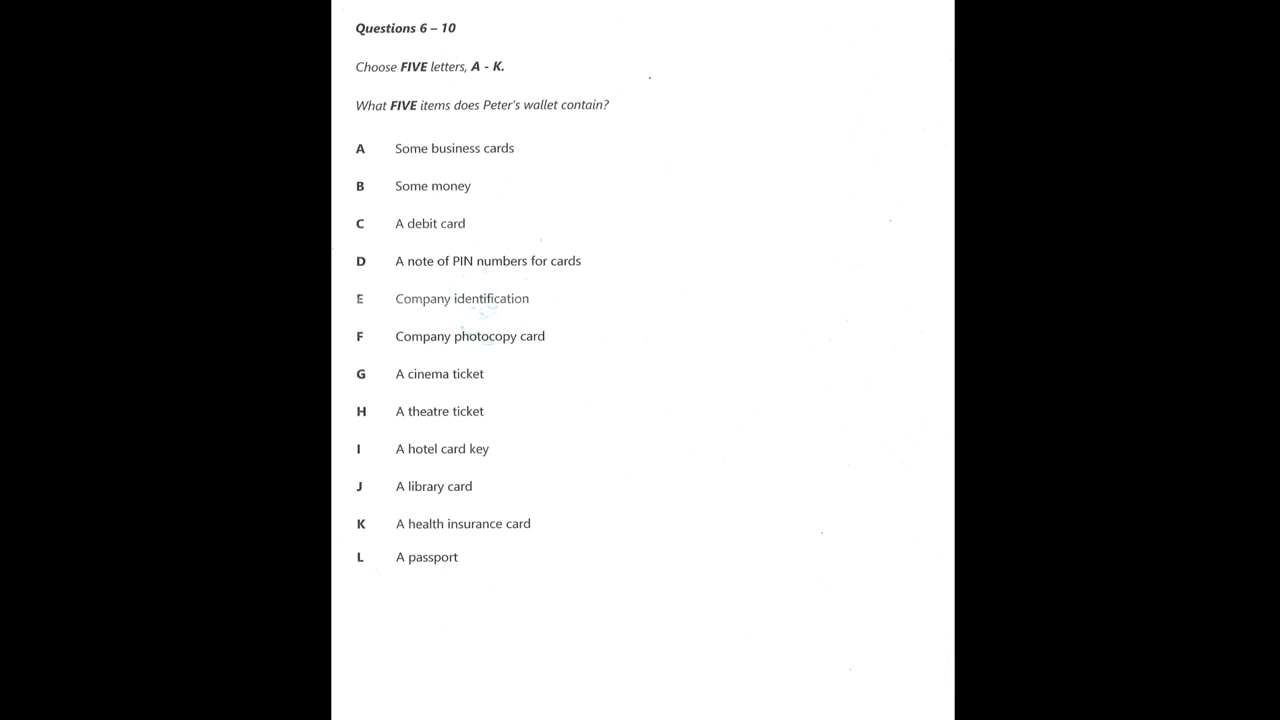 Questions 6 – 10
Choose FIVE letters, A - K.
What FIVE items does Peter's wallet contain?
A Some business cards
B Some money
C A debit card
D A note of PIN numbers for cards
E Company identification
F Company photocopy card
G A cinema ticket
H A theatre ticket
I A hotel card key
J A library card
K A health insurance card
L A passport